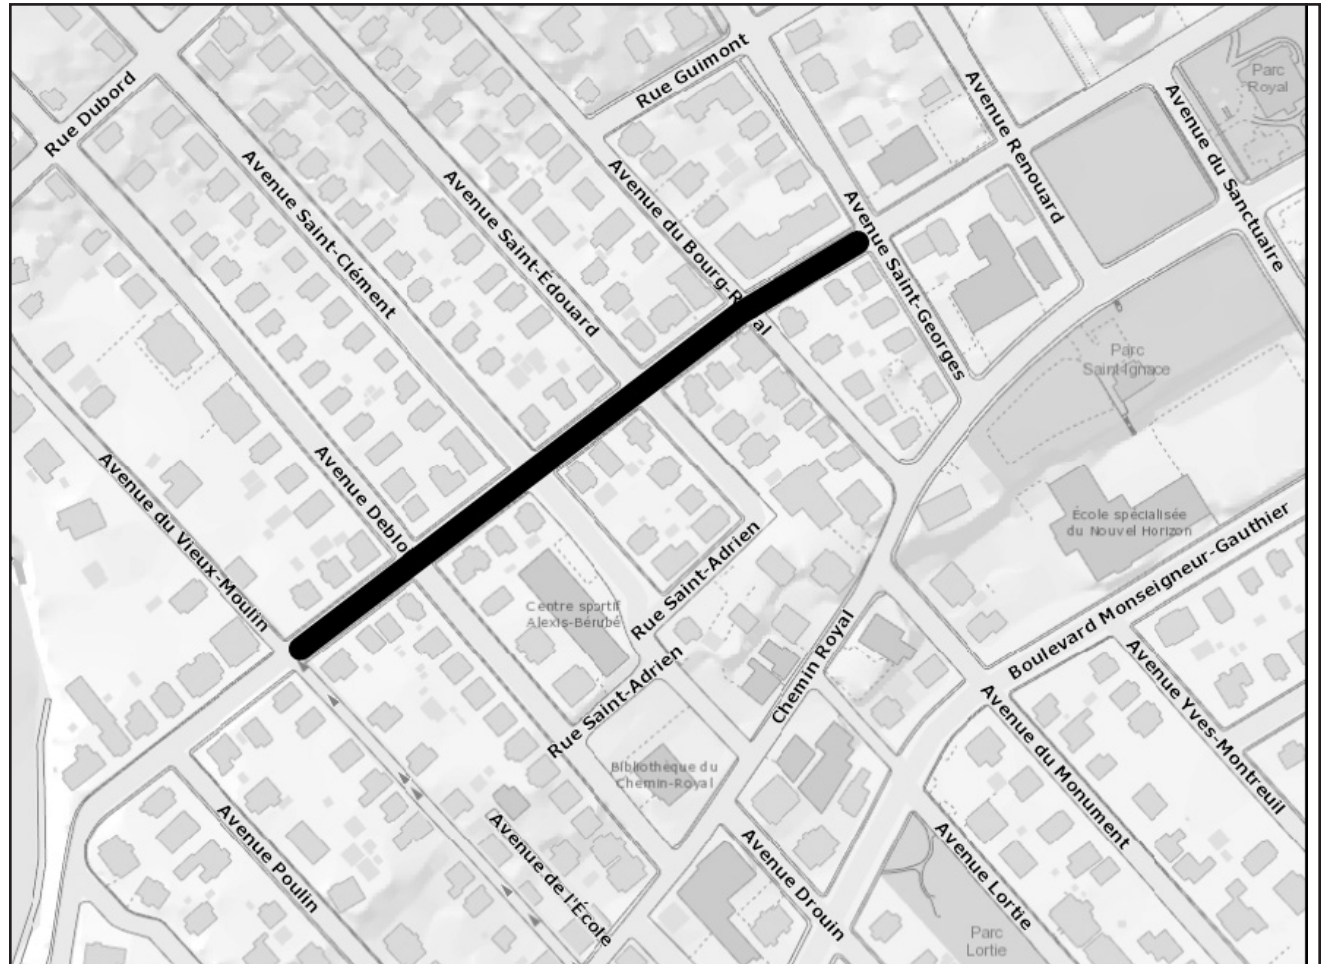 Rue Dubord
Rue Guimont
Parc
Royal
Avenue Renouard
Avenue du Sanctuaire
Avenue Saint-Clément
Avenue Saint-Édouard
Avenue du Bourg-R
al
Avenue Saint-Georges
Parc
Saint-Ignace
Avenue du Vieux-Moulin
Avenue Deblo
École spécialisée
du Nouvel Horizon
Boulevard Monseigneur-Gauthier
Centre sportif
Alexis-Bérubé
Rue Saint-Adrien
Rue Saint-Adrien
Chemin Royal
Avenue Yves-Montreuil
Avenue du Monument
Bibliothèque du
Chemin-Royal
Avenue Poulin
Avenue de l'École
Avenue Drouin
Avenue Lortie
Parc
Lortie